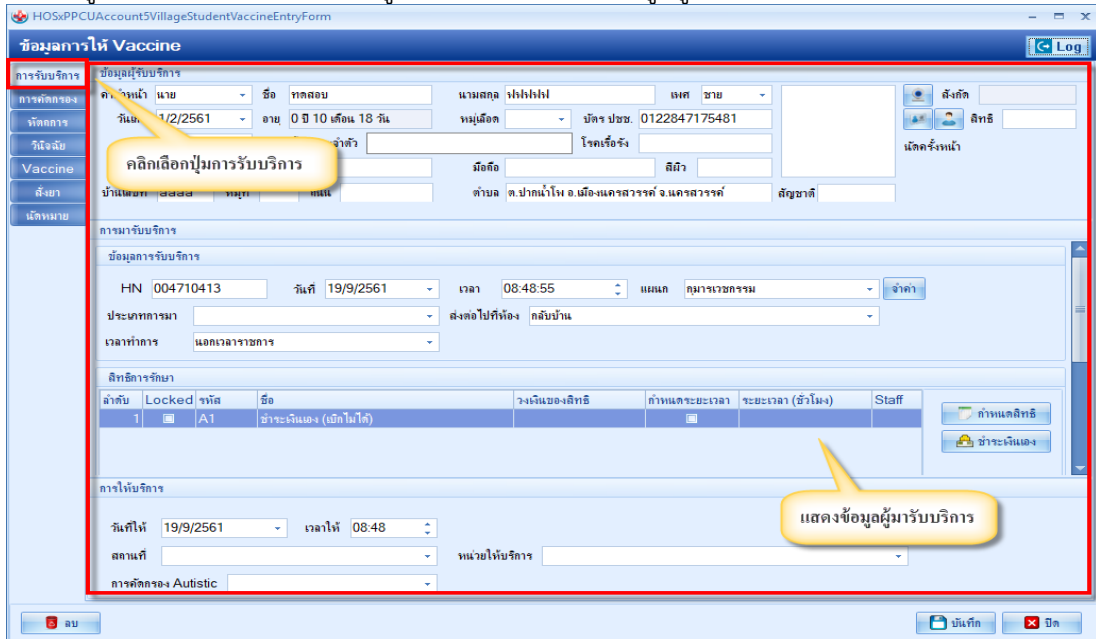 HOSxPPCUAccount5VillageStudentVaccineEntryForm
ข้อมูลการให้ Vaccine
Log
การรับบริการ
การคัดกรอง
หัตถการ
วินิจฉัย
Vaccine
สั่งยา
นัดหมาย
ข้อมูลผู้รับบริการ
นาย ชื่อ ทดสอบ นามสกุล ฟฟฟฟฟ เพศ ชาย สังกัด
1/2/2561 อายุ 0 ปี 10 เดือน 18 วัน หมู่เลือด บัตร ปชช. 0122847175481 สิทธิ
โรคเรื้อรัง นัดครั้งหน้า
คลิกเลือกปุ่มการรับบริการ
มือถือ สีผิว
ตำบล ต.ปากน้ำโพ อ.เมืองนครสวรรค์ จ.นครสวรรค์ สัญชาติ
การมารับบริการ
ข้อมูลการรับบริการ
HN 004710413 วันที่ 19/9/2561 เวลา 08:48:55 แผนก กุมารเวชกรรม จำค่า
ประเภทการมา ส่งต่อไปที่ห้อง กลับบ้าน
เวลาทำการ นอกเวลาราชการ
สิทธิการรักษา
ลำดับ Locked รหัส ชื่อ วงเงินของสิทธิ กำหนดระยะเวลา ระยะเวลา (ชั่วโมง) Staff
1 A1 ชำระเงินเอง (เบิกไม่ได้)
กำหนดสิทธิ
ชำระเงินเอง
การให้บริการ
แสดงข้อมูลผู้มารับบริการ
วันที่ให้ 19/9/2561 เวลาให้ 08:48
สถานที่ หน่วยให้บริการ
การคัดกรอง Autistic
ลบ บันทึก ปิด